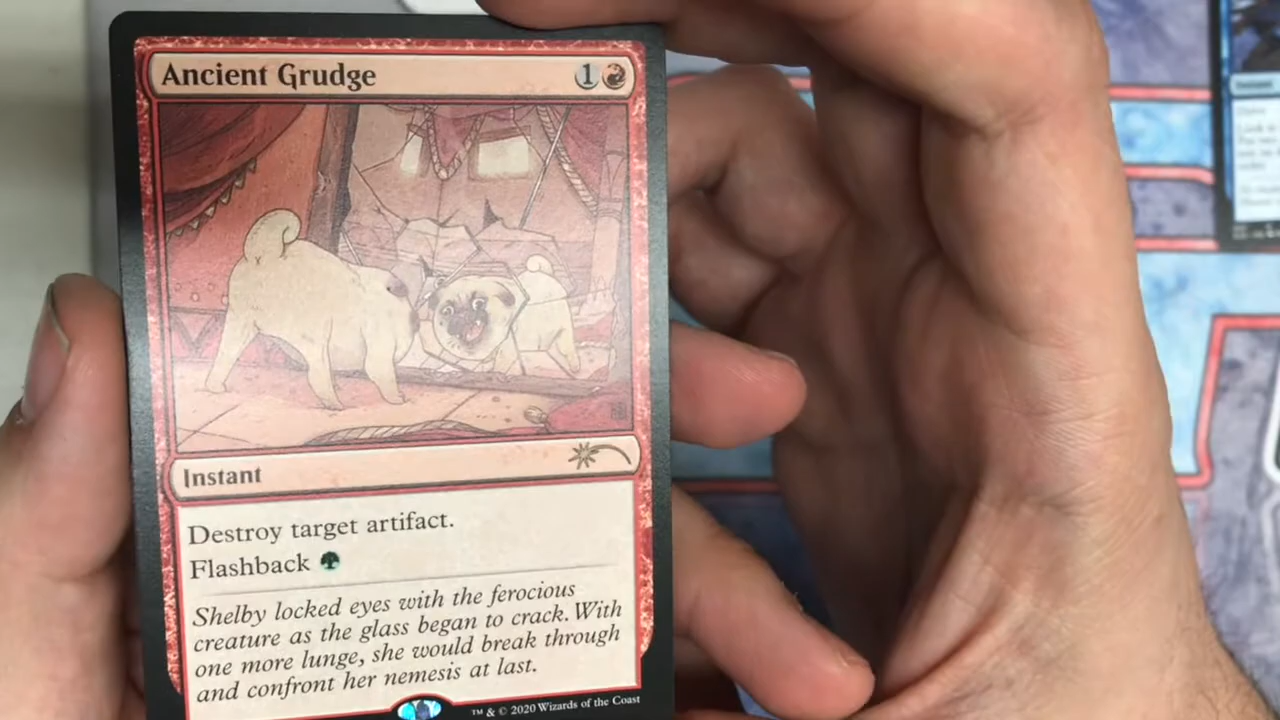 Ancient Grudge 1
Instant
Destroy target artifact.
Flashback
Shelby locked eyes with the ferocious
creature as the glass began to crack. With
one more lunge, she would break through
and confront her nemesis at last.
™ & © 2020 Wizards of the Coast